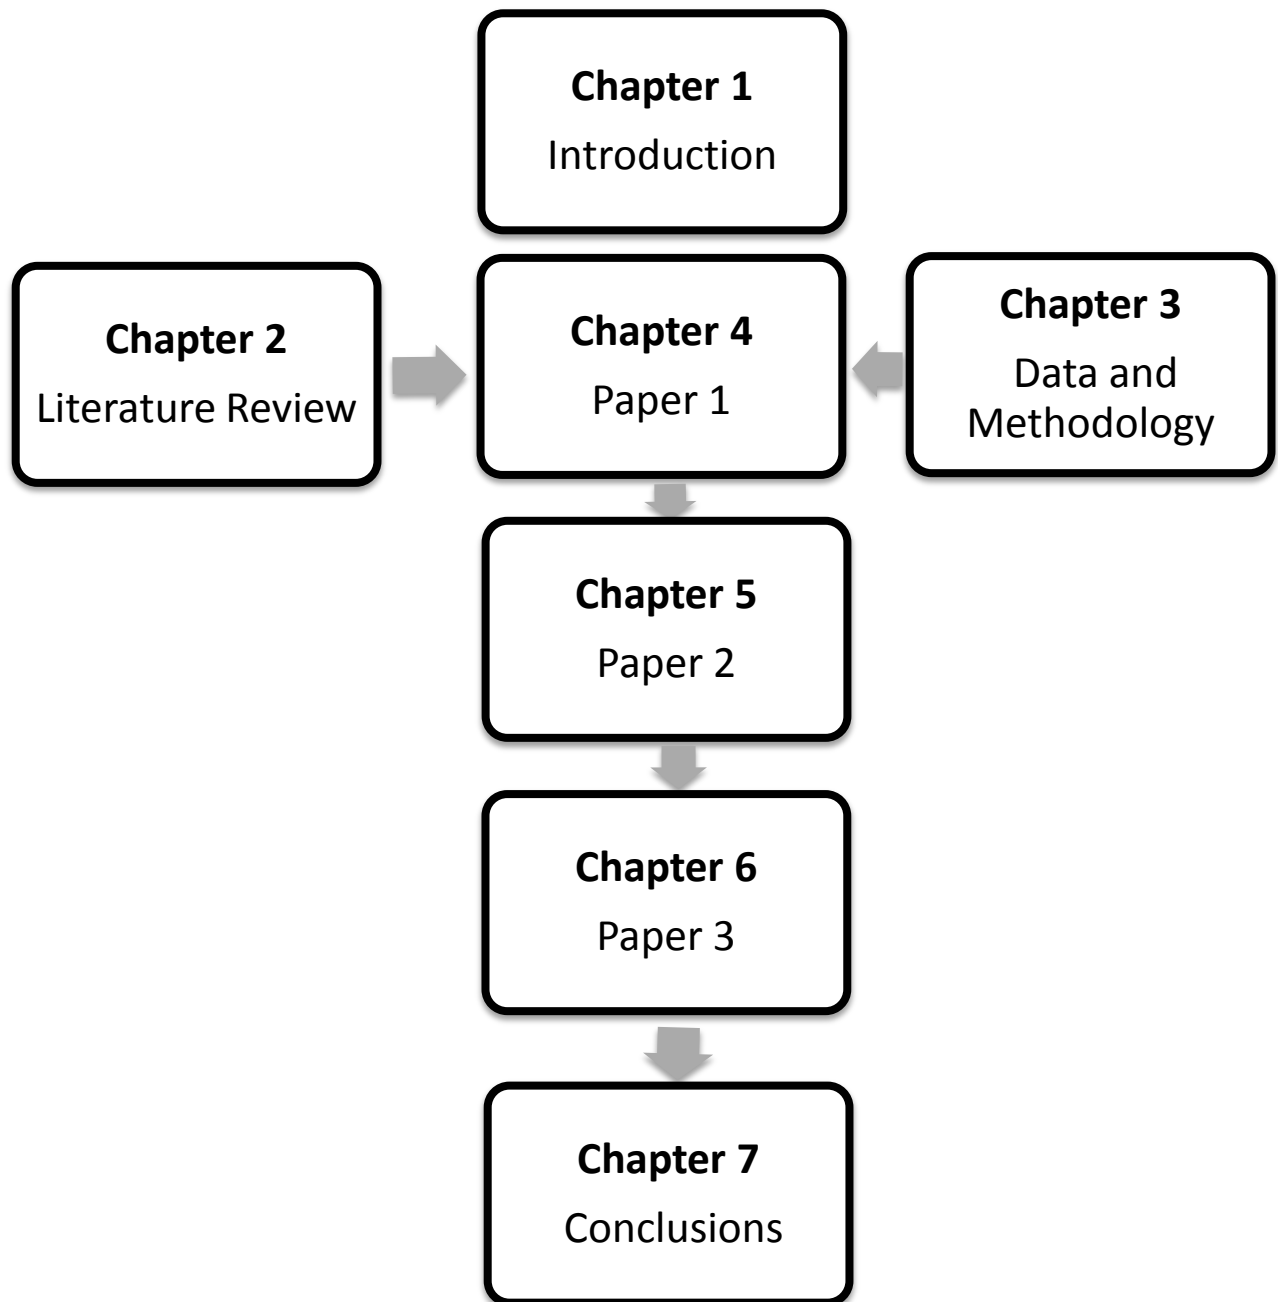 Chapter 1
Introduction
Chapter 2
Literature Review
Chapter 4
Paper 1
Chapter 3
Data and
Methodology
Chapter 5
Paper 2
Chapter 6
Paper 3
Chapter 7
Conclusions